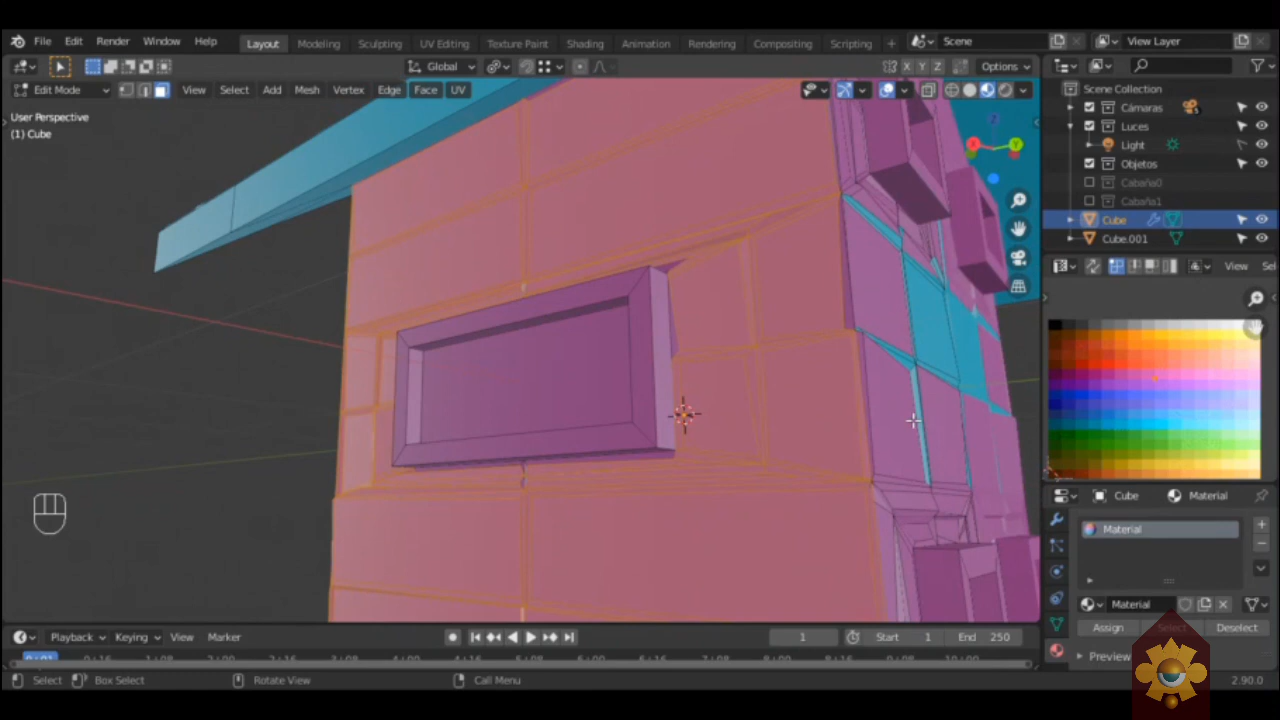 File Edit Render Window Help Layout Modeling Sculpting UV Editing Texture Paint Shading Animation Rendering Compositing Scripting + Scene View Layer
Global X Y Z Options
Edit Mode View Select Add Mesh Vertex Edge Face UV
Scene Collection
User Perspective
(1) Cube
Cámaras
Luces
Light
Objetos
Cabaña0
Cabaña1
Cube
Cube.001
View
Cube Material
Material
Material
Assign Select Deselect
Preview
Playback Keying View Marker 1 Start 1 End 250
Select Box Select Rotate View Call Menu 2.90.0